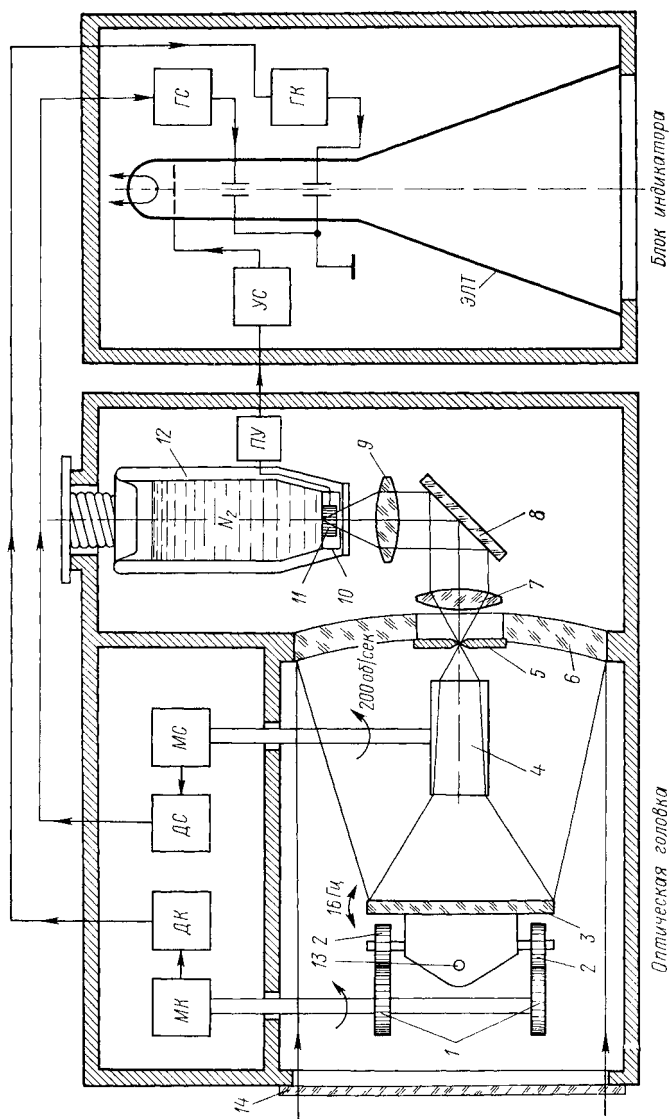 ГС
ГК
УС
ЭЛТ
Блок индикатора
ПУ
12
N₂
11
10
9
8
7
6
5
4
200 об/сек
МС
ДС
ДК
МК
16 Гц
3
2
13
2
1
14
Оптическая головка